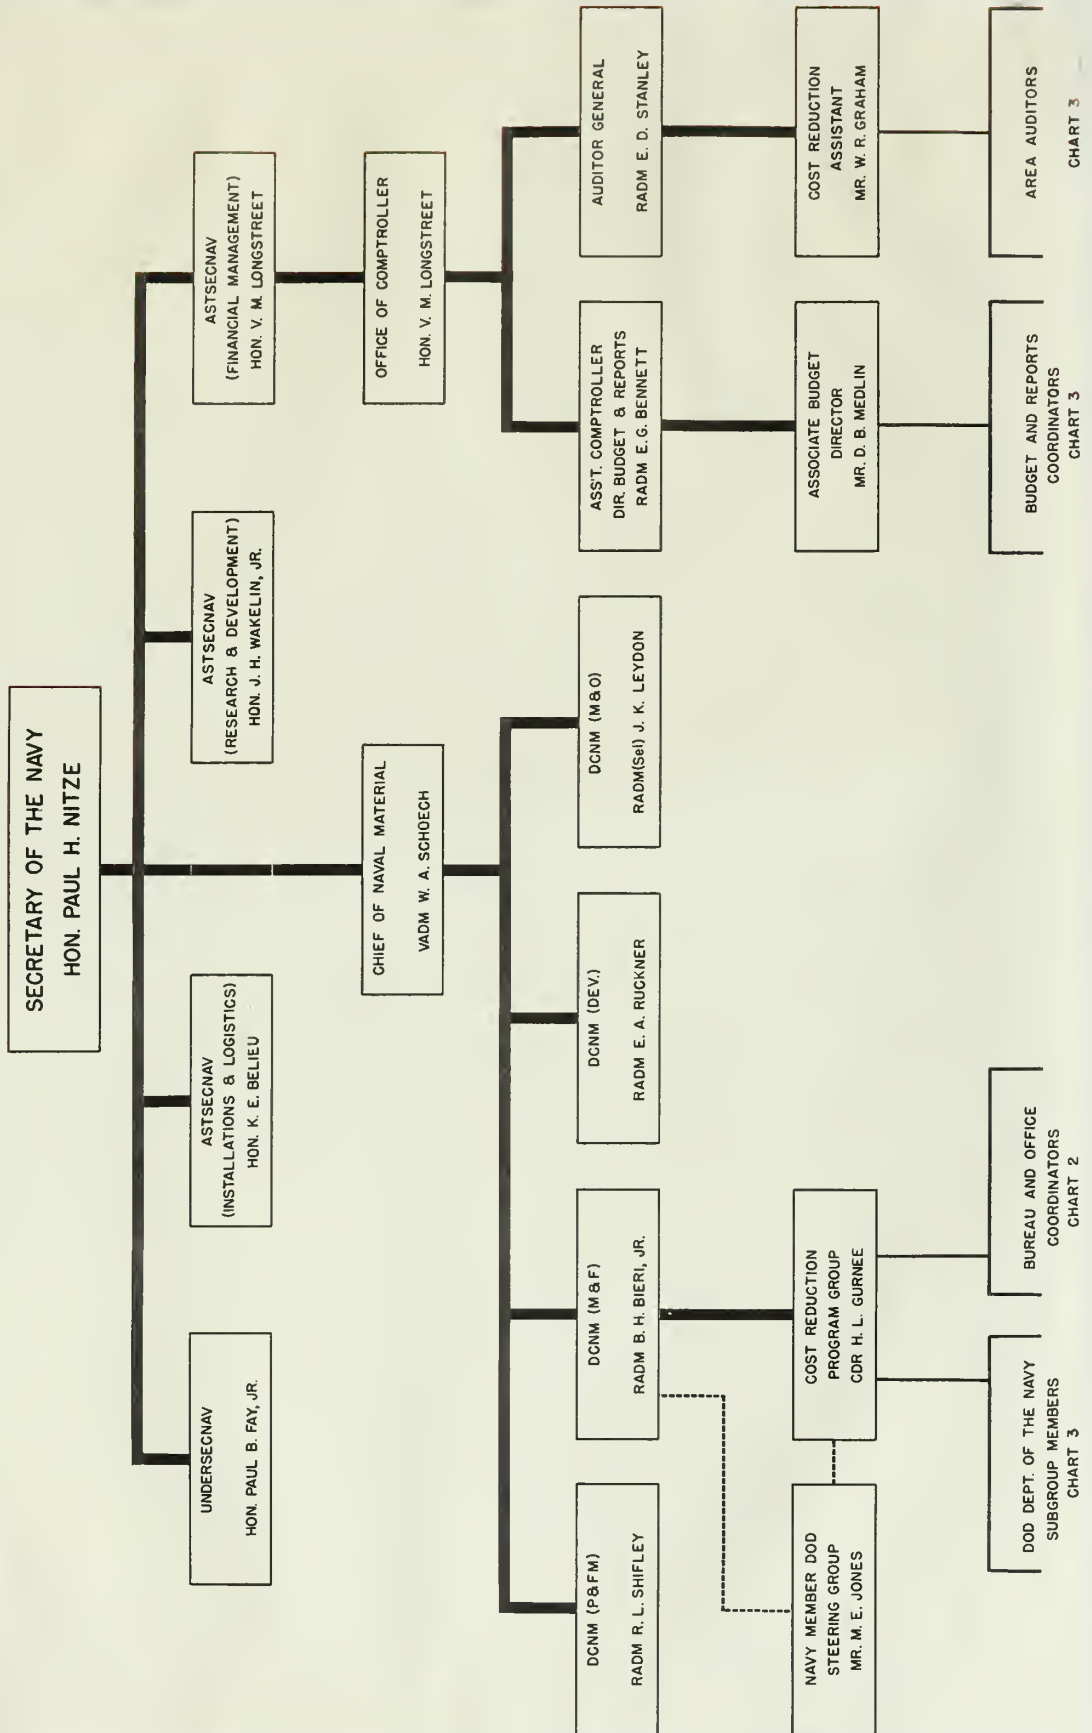 SECRETARY OF THE NAVY
HON. PAUL H. NITZE
UNDERSECNAV
HON. PAUL B. FAY, JR.
ASTSECNAV
(INSTALLATIONS & LOGISTICS)
HON. K. E. BELIEU
ASTSECNAV
(RESEARCH & DEVELOPMENT)
HON. J. H. WAKELIN, JR.
ASTSECNAV
(FINANCIAL MANAGEMENT)
HON. V. M. LONGSTREET
CHIEF OF NAVAL MATERIAL
VADM W. A. SCHOECH
OFFICE OF COMPTROLLER
HON. V. M. LONGSTREET
DCNM (P&FM)
RADM R. L. SHIFLEY
DCNM (M&F)
RADM B. H. BIERI, JR.
DCNM (DEV.)
RADM E. A. RUCKNER
DCNM (M&O)
RADM(Sel) J. K. LEYDON
ASS'T. COMPTROLLER
DIR. BUDGET & REPORTS
RADM E. G. BENNETT
AUDITOR GENERAL
RADM E. D. STANLEY
NAVY MEMBER DOD
STEERING GROUP
MR. M. E. JONES
COST REDUCTION
PROGRAM GROUP
CDR H. L. GURNEE
ASSOCIATE BUDGET
DIRECTOR
MR. D. B. MEDLIN
COST REDUCTION
ASSISTANT
MR. W. R. GRAHAM
DOD DEPT. OF THE NAVY
SUBGROUP MEMBERS
CHART 3
BUREAU AND OFFICE
COORDINATORS
CHART 2
BUDGET AND REPORTS
COORDINATORS
CHART 3
AREA AUDITORS
CHART 3